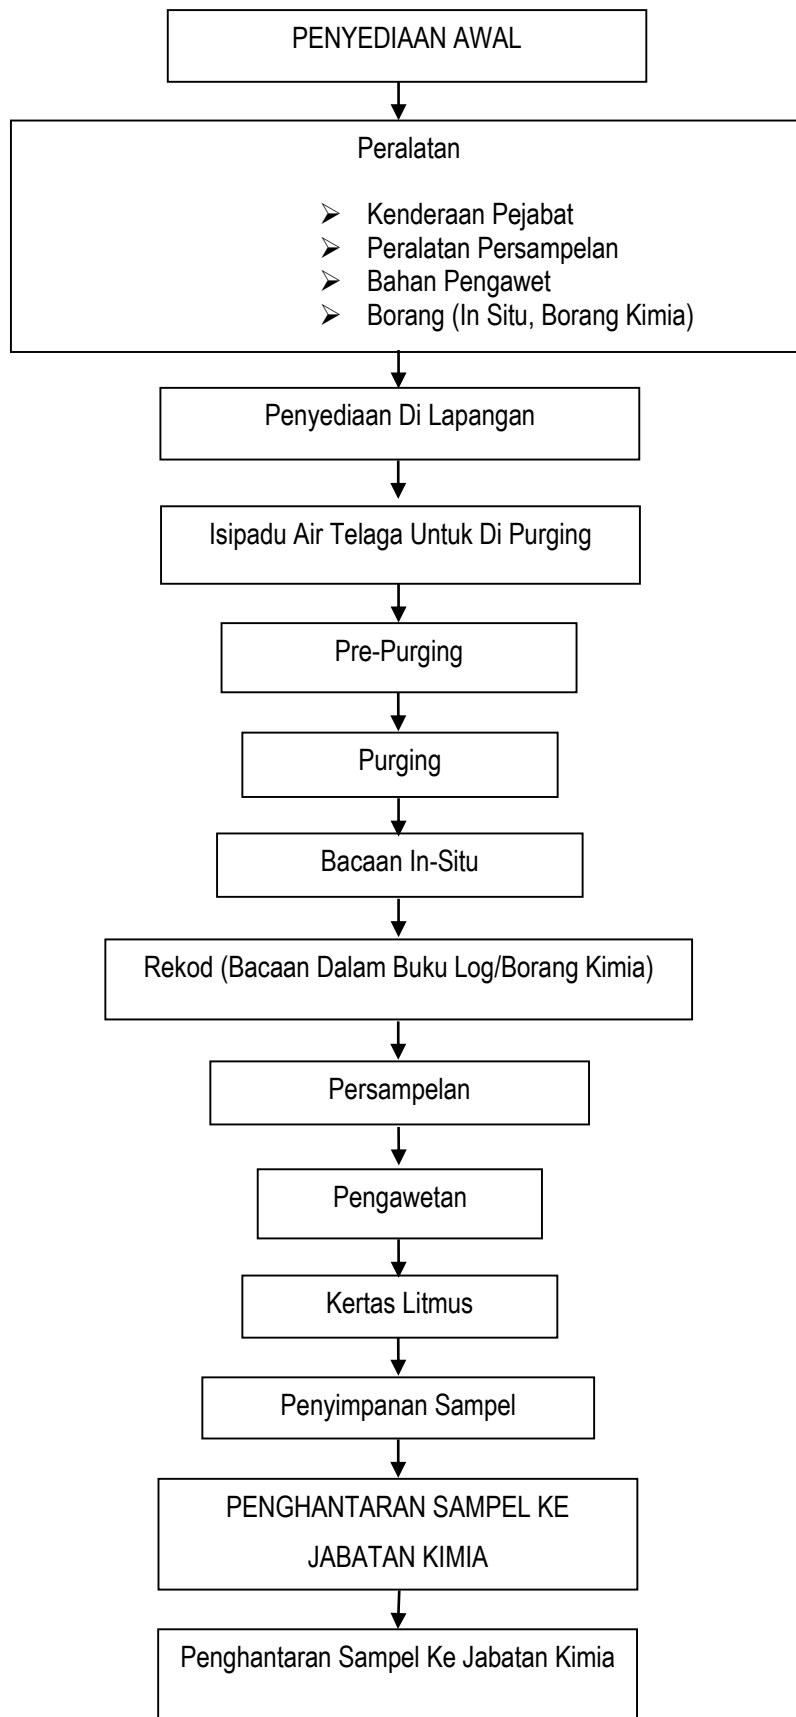 PENYEDIAAN AWAL
Peralatan
➢ Kenderaan Pejabat
➢ Peralatan Persampelan
➢ Bahan Pengawet
➢ Borang (In Situ, Borang Kimia)
Penyediaan Di Lapangan
Isipadu Air Telaga Untuk Di Purging
Pre-Purging
Purging
Bacaan In-Situ
Rekod (Bacaan Dalam Buku Log/Borang Kimia)
Persampelan
Pengawetan
Kertas Litmus
Penyimpanan Sampel
PENGHANTARAN SAMPEL KE
JABATAN KIMIA
Penghantaran Sampel Ke Jabatan Kimia